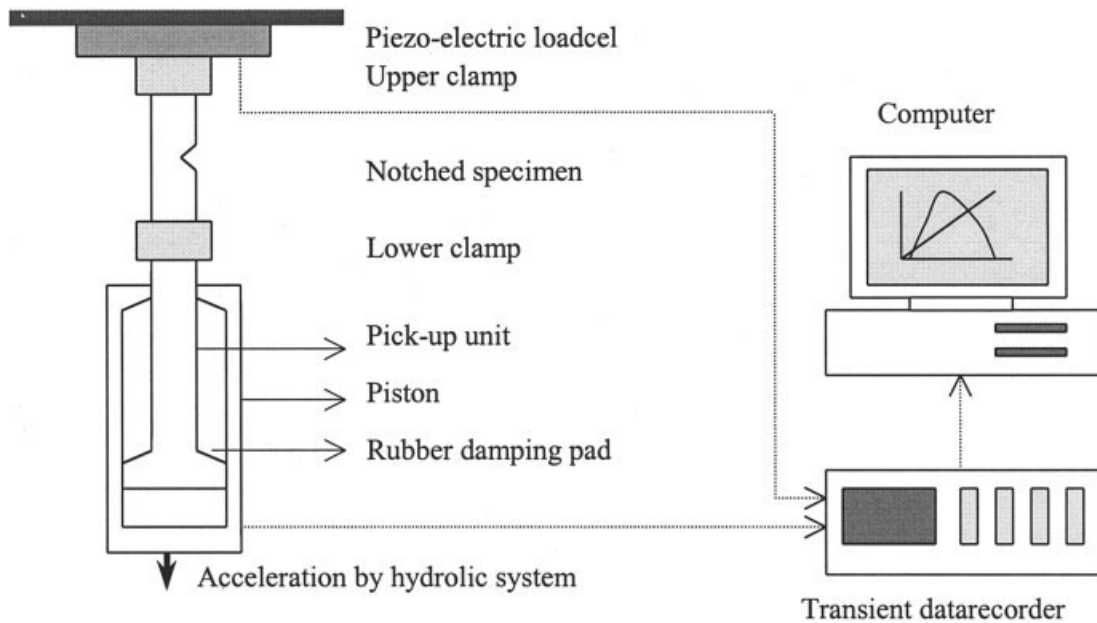 Piezo-electric loadcel
Upper clamp
Computer
Notched specimen
Lower clamp
Pick-up unit
Piston
Rubber damping pad
Acceleration by hydrolic system
Transient datarecorder